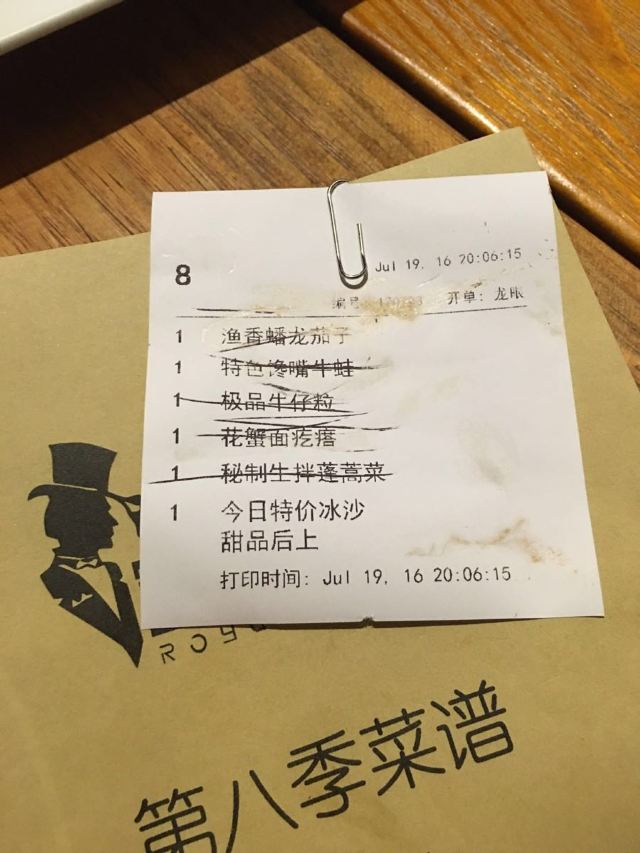 8
Jul 19, 16 20:06:15
编号
开单: 龙眼
1 渔香蟠龙茄子
1 特色馋嘴牛蛙
1 极品牛仔粒
1 花蟹面疙瘩
1 秘制生拌蓬蒿菜
1 今日特价冰沙
甜品后上
打印时间: Jul 19, 16 20:06:15
第八季菜谱